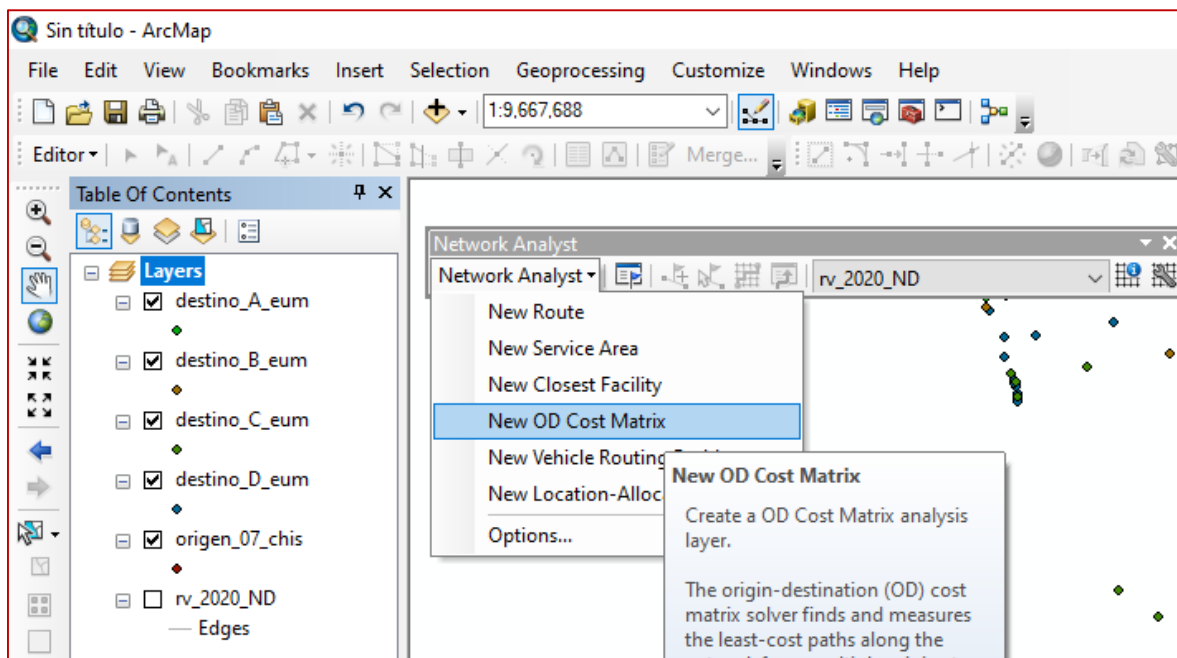 Sin título - ArcMap
File Edit View Bookmarks Insert Selection Geoprocessing Customize Windows Help
1:9,667,688
Editor Merge...
Table Of Contents
Layers
destino_A_eum
destino_B_eum
destino_C_eum
destino_D_eum
origen_07_chis
rv_2020_ND
Edges
Network Analyst
Network Analyst rv_2020_ND
New Route
New Service Area
New Closest Facility
New OD Cost Matrix
New Vehicle Routing
New Location-Alloc
Options...
New OD Cost Matrix
Create a OD Cost Matrix analysis
layer.
The origin-destination (OD) cost
matrix solver finds and measures
the least-cost paths along the